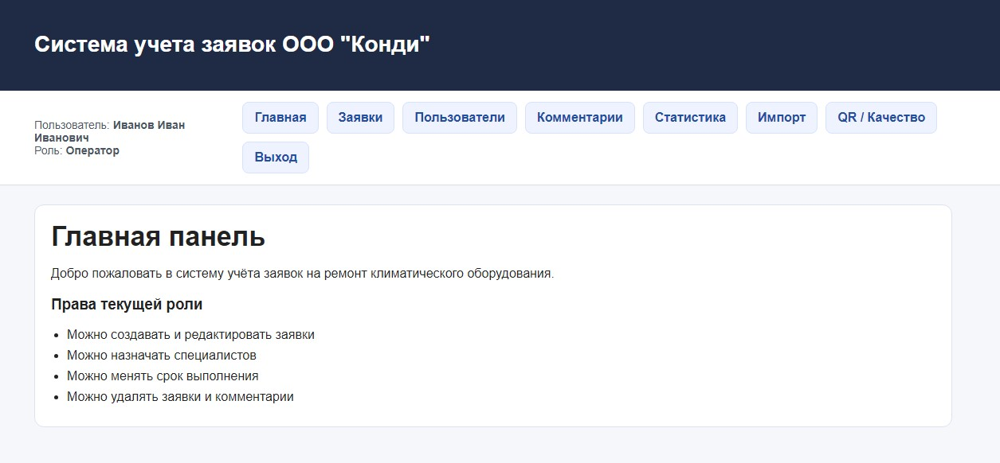 Система учета заявок ООО "Конди"
Пользователь: Иванов Иван
Иванович
Роль: Оператор
Главная
Заявки
Пользователи
Комментарии
Статистика
Импорт
QR / Качество
Выход
Главная панель
Добро пожаловать в систему учёта заявок на ремонт климатического оборудования.
Права текущей роли
Можно создавать и редактировать заявки
Можно назначать специалистов
Можно менять срок выполнения
Можно удалять заявки и комментарии